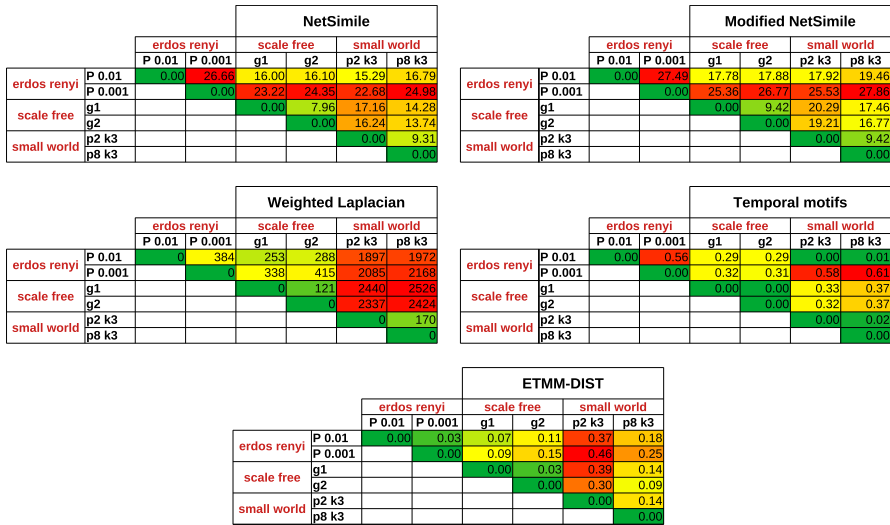 NetSimile
erdos renyi scale free small world
P 0.01 P 0.001 g1 g2 p2 k3 p8 k3
erdos renyi P 0.01 0.00 26.66 16.00 16.10 15.29 16.79
P 0.001 0.00 23.22 24.35 22.68 24.98
scale free g1 0.00 7.96 17.16 14.28
g2 0.00 16.24 13.74
small world p2 k3 0.00 9.31
p8 k3 0.00
Modified NetSimile
erdos renyi scale free small world
P 0.01 P 0.001 g1 g2 p2 k3 p8 k3
erdos renyi P 0.01 0.00 27.49 17.78 17.88 17.92 19.46
P 0.001 0.00 25.36 26.77 25.53 27.86
scale free g1 0.00 9.42 20.29 17.46
g2 0.00 19.21 16.77
small world p2 k3 0.00 9.42
p8 k3 0.00
Weighted Laplacian
erdos renyi scale free small world
P 0.01 P 0.001 g1 g2 p2 k3 p8 k3
erdos renyi P 0.01 0 384 253 288 1897 1972
P 0.001 0 338 415 2085 2168
scale free g1 0 121 2440 2526
g2 0 2337 2424
small world p2 k3 0 170
p8 k3 0
Temporal motifs
erdos renyi scale free small world
P 0.01 P 0.001 g1 g2 p2 k3 p8 k3
erdos renyi P 0.01 0.00 0.56 0.29 0.29 0.00 0.01
P 0.001 0.00 0.32 0.31 0.58 0.61
scale free g1 0.00 0.00 0.33 0.37
g2 0.00 0.32 0.37
small world p2 k3 0.00 0.02
p8 k3 0.00
ETMM-DIST
erdos renyi scale free small world
P 0.01 P 0.001 g1 g2 p2 k3 p8 k3
erdos renyi P 0.01 0.00 0.03 0.07 0.11 0.37 0.18
P 0.001 0.00 0.09 0.15 0.46 0.25
scale free g1 0.00 0.03 0.39 0.14
g2 0.00 0.30 0.09
small world p2 k3 0.00 0.14
p8 k3 0.00